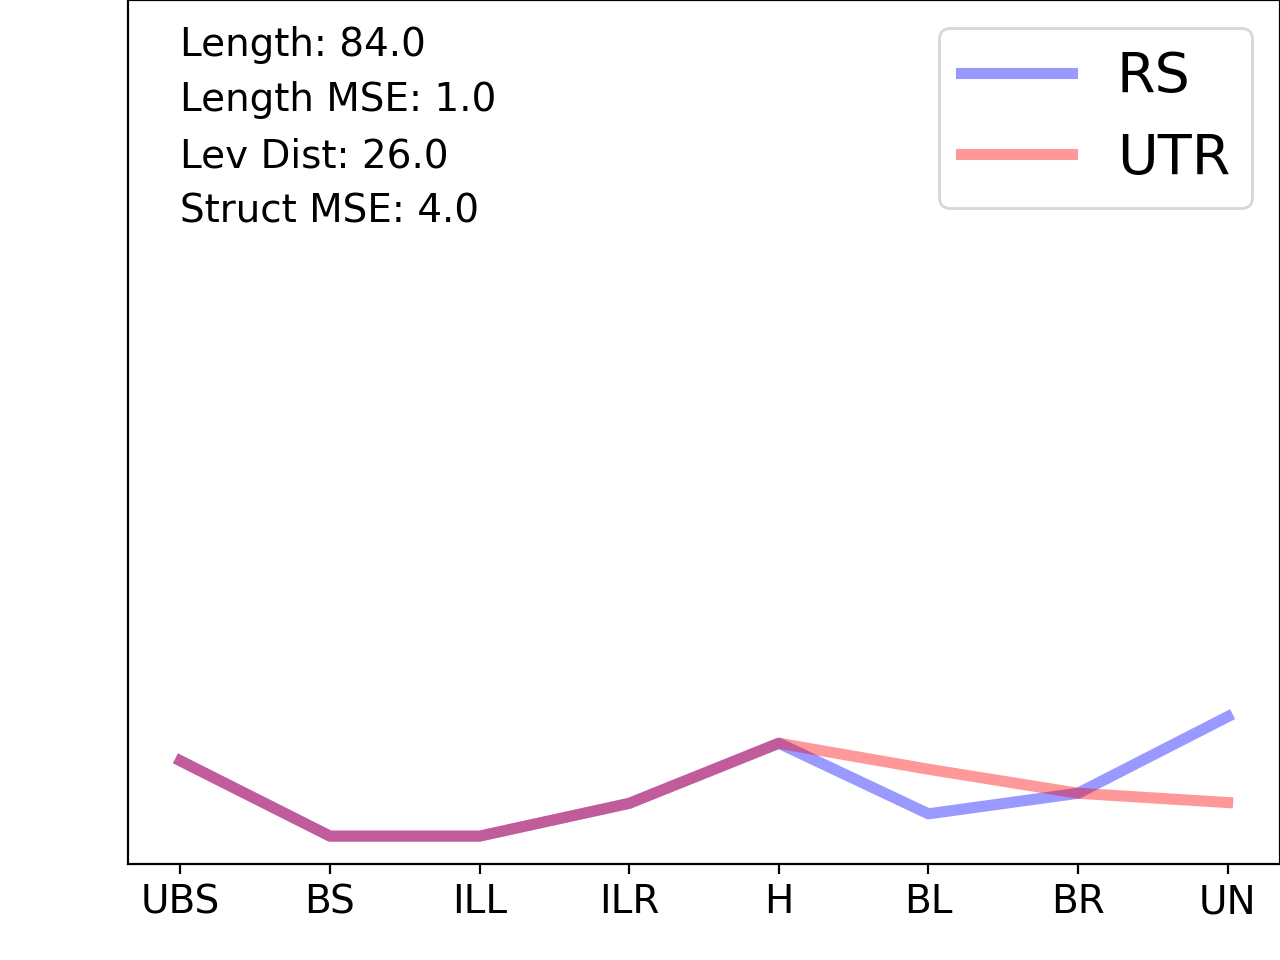 Length: 84.0
Length MSE: 1.0
Lev Dist: 26.0
Struct MSE: 4.0
RS
UTR
UBS BS ILL ILR H BL BR UN